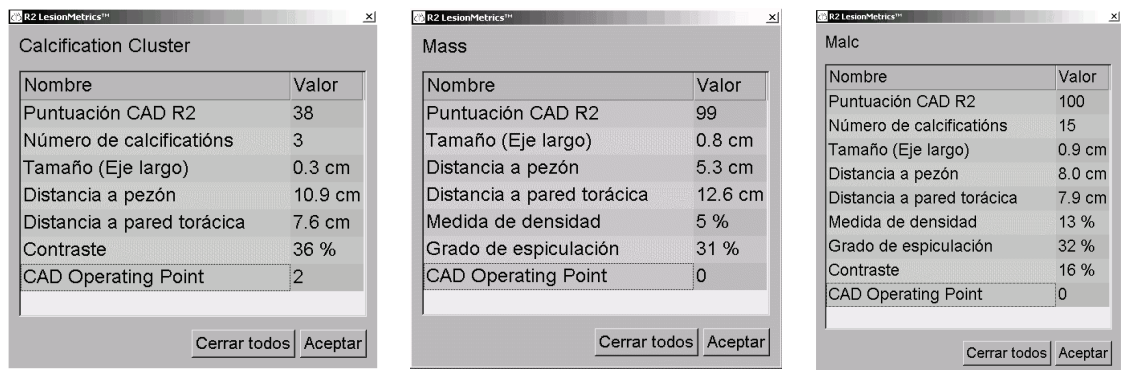 R2 LesionMetrics™
Calcification Cluster
Nombre Valor
Puntuación CAD R2 38
Número de calcificatións 3
Tamaño (Eje largo) 0.3 cm
Distancia a pezón 10.9 cm
Distancia a pared torácica 7.6 cm
Contraste 36 %
CAD Operating Point 2
Cerrar todos Aceptar
R2 LesionMetrics™
Mass
Nombre Valor
Puntuación CAD R2 99
Tamaño (Eje largo) 0.8 cm
Distancia a pezón 5.3 cm
Distancia a pared torácica 12.6 cm
Medida de densidad 5 %
Grado de espiculación 31 %
CAD Operating Point 0
Cerrar todos Aceptar
R2 LesionMetrics™
Malc
Nombre Valor
Puntuación CAD R2 100
Número de calcificatións 15
Tamaño (Eje largo) 0.9 cm
Distancia a pezón 8.0 cm
Distancia a pared torácica 7.9 cm
Medida de densidad 13 %
Grado de espiculación 32 %
Contraste 16 %
CAD Operating Point 0
Cerrar todos Aceptar